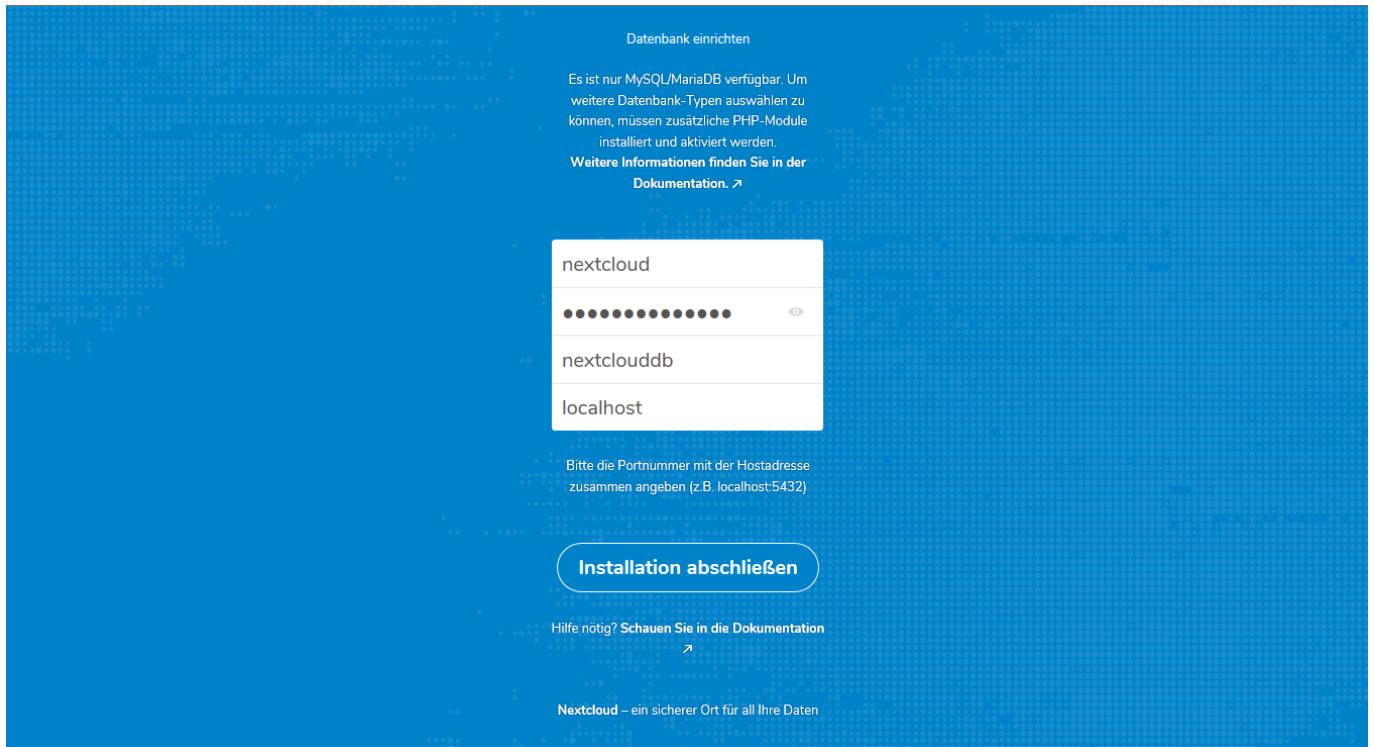 Datenbank einrichten
Es ist nur MySQL/MariaDB verfügbar. Um
weitere Datenbank-Typen auswählen zu
können, müssen zusätzliche PHP-Module
installiert und aktiviert werden.
Weitere Informationen finden Sie in der
Dokumentation. ↗
nextcloud
●●●●●●●●●●●●●●
nextclouddb
localhost
Bitte die Portnummer mit der Hostadresse
zusammen angeben (z.B. localhost:5432)
Installation abschließen
Hilfe nötig? Schauen Sie in die Dokumentation
↗
Nextcloud – ein sicherer Ort für all Ihre Daten